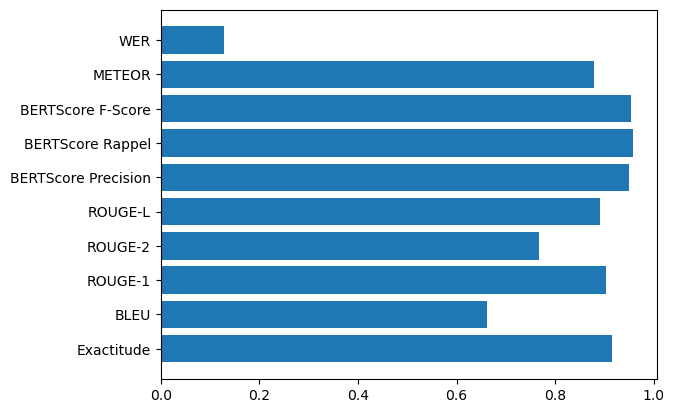 WER
METEOR
BERTScore F-Score
BERTScore Rappel
BERTScore Precision
ROUGE-L
ROUGE-2
ROUGE-1
BLEU
Exactitude
0.0 0.2 0.4 0.6 0.8 1.0